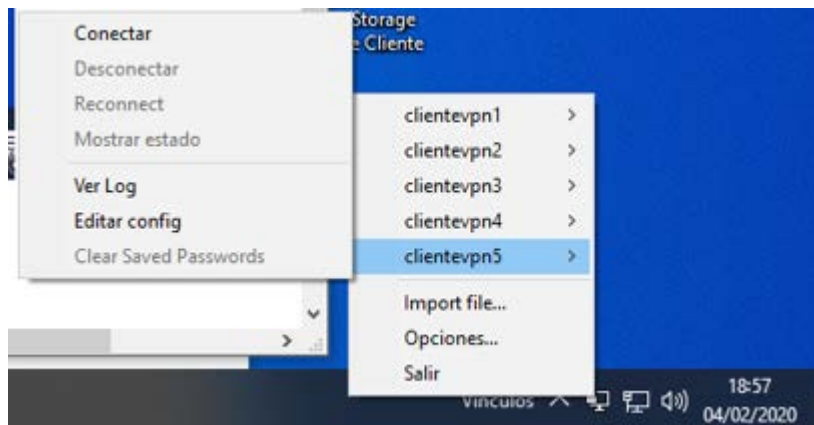 Storage
e Cliente
Conectar
Desconectar
Reconnect
Mostrar estado
Ver Log
Editar config
Clear Saved Passwords
clientevpn1
clientevpn2
clientevpn3
clientevpn4
clientevpn5
Import file...
Opciones...
Salir
Vínculos
18:57
04/02/2020